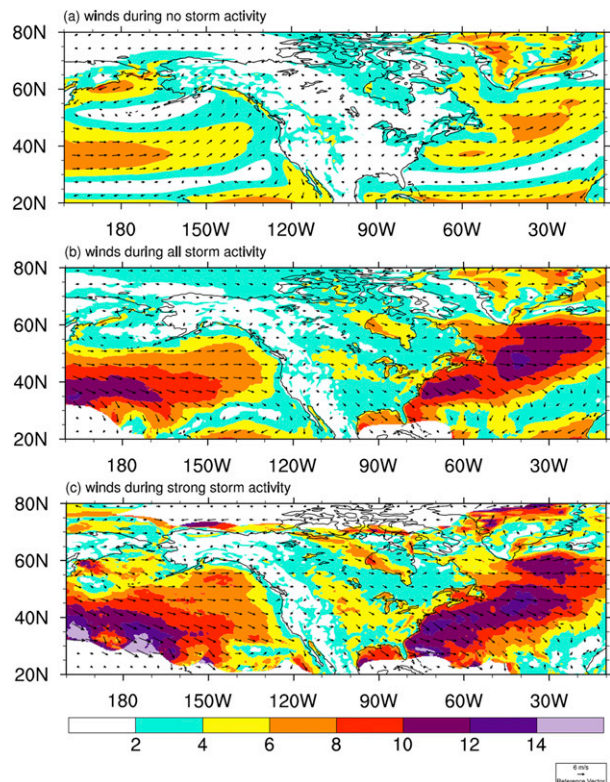 (a) winds during no storm activity
80N
60N
40N
20N
180 150W 120W 90W 60W 30W
(b) winds during all storm activity
80N
60N
40N
20N
180 150W 120W 90W 60W 30W
(c) winds during strong storm activity
80N
60N
40N
20N
180 150W 120W 90W 60W 30W
2 4 6 8 10 12 14
6 m/s
Reference Vector